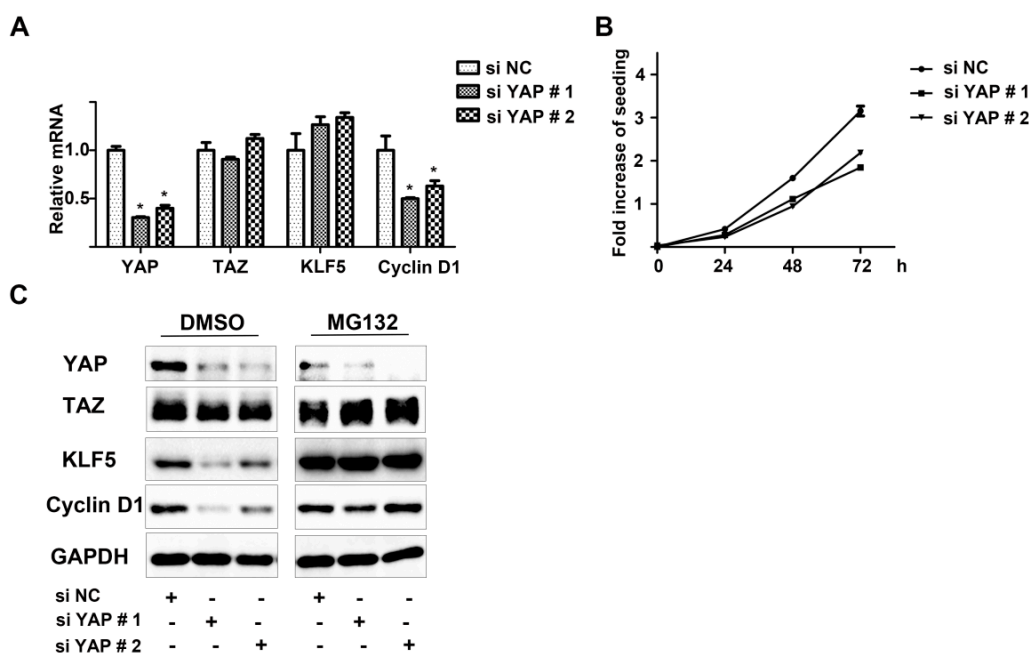 A
si NC
si YAP # 1
si YAP # 2
Relative mRNA
1.0
0.5
*
*
*
*
YAP TAZ KLF5 Cyclin D1
B
si NC
si YAP # 1
si YAP # 2
Fold increase of seeding
4
3
2
1
0 24 48 72 h
C
DMSO MG132
YAP
TAZ
KLF5
Cyclin D1
GAPDH
si NC + - - + - -
si YAP # 1 - + - - + -
si YAP # 2 - - + - - +